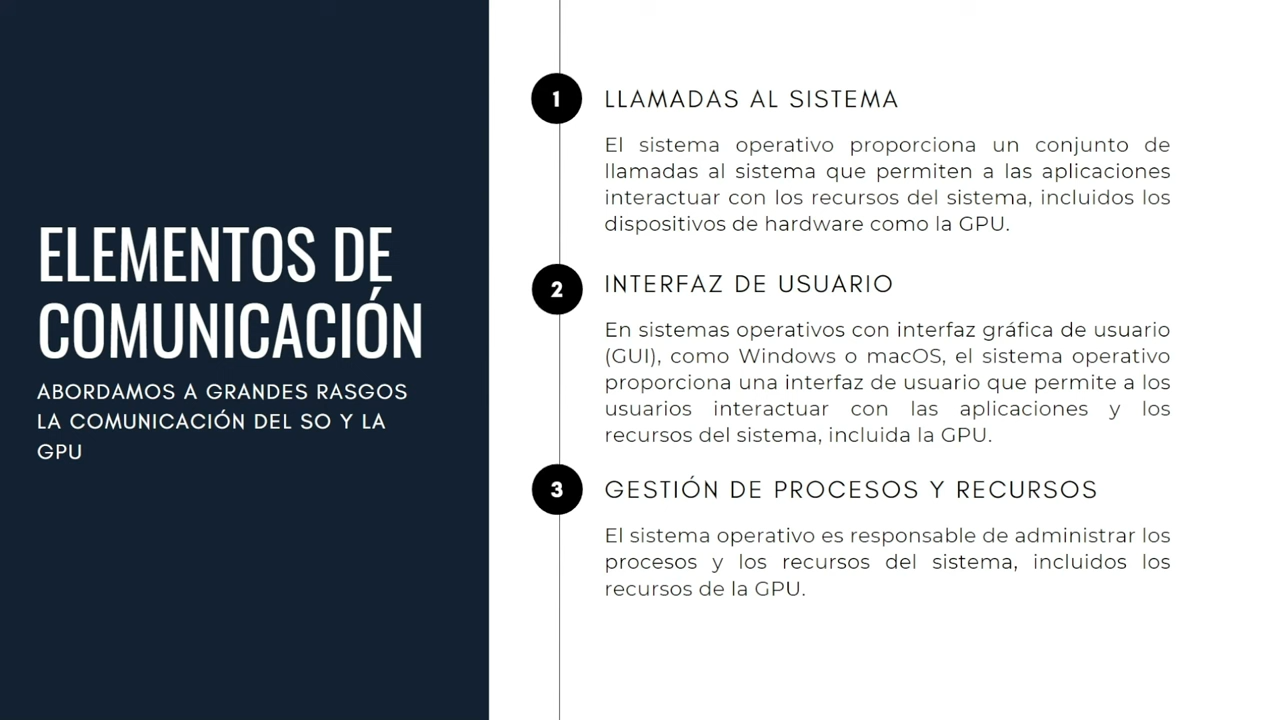 ELEMENTOS DE
COMUNICACIÓN
ABORDAMOS A GRANDES RASGOS
LA COMUNICACIÓN DEL SO Y LA
GPU
1
LLAMADAS AL SISTEMA
El sistema operativo proporciona un conjunto de
llamadas al sistema que permiten a las aplicaciones
interactuar con los recursos del sistema, incluidos los
dispositivos de hardware como la GPU.
2
INTERFAZ DE USUARIO
En sistemas operativos con interfaz gráfica de usuario
(GUI), como Windows o macOS, el sistema operativo
proporciona una interfaz de usuario que permite a los
usuarios interactuar con las aplicaciones y los
recursos del sistema, incluida la GPU.
3
GESTIÓN DE PROCESOS Y RECURSOS
El sistema operativo es responsable de administrar los
procesos y los recursos del sistema, incluidos los
recursos de la GPU.